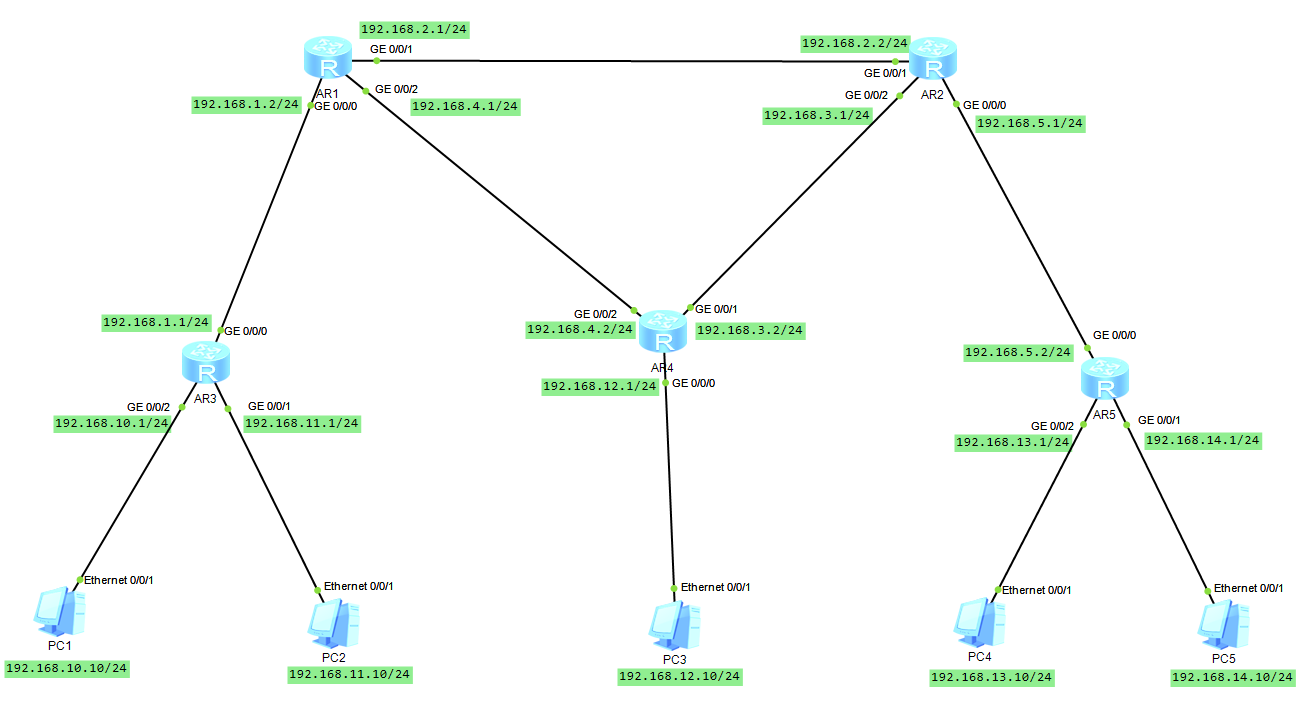 192.168.2.1/24
GE 0/0/1
R
AR1
192.168.1.2/24
GE 0/0/0
GE 0/0/2
192.168.4.1/24
192.168.2.2/24
GE 0/0/1
R
AR2
GE 0/0/2
192.168.3.1/24
GE 0/0/0
192.168.5.1/24
192.168.1.1/24
GE 0/0/0
R
AR3
GE 0/0/2
192.168.10.1/24
GE 0/0/1
192.168.11.1/24
GE 0/0/2
192.168.4.2/24
R
GE 0/0/1
192.168.3.2/24
AR4
192.168.12.1/24
GE 0/0/0
GE 0/0/0
192.168.5.2/24
R
AR5
GE 0/0/2
192.168.13.1/24
GE 0/0/1
192.168.14.1/24
Ethernet 0/0/1
PC1
192.168.10.10/24
Ethernet 0/0/1
PC2
192.168.11.10/24
Ethernet 0/0/1
PC3
192.168.12.10/24
Ethernet 0/0/1
PC4
192.168.13.10/24
Ethernet 0/0/1
PC5
192.168.14.10/24